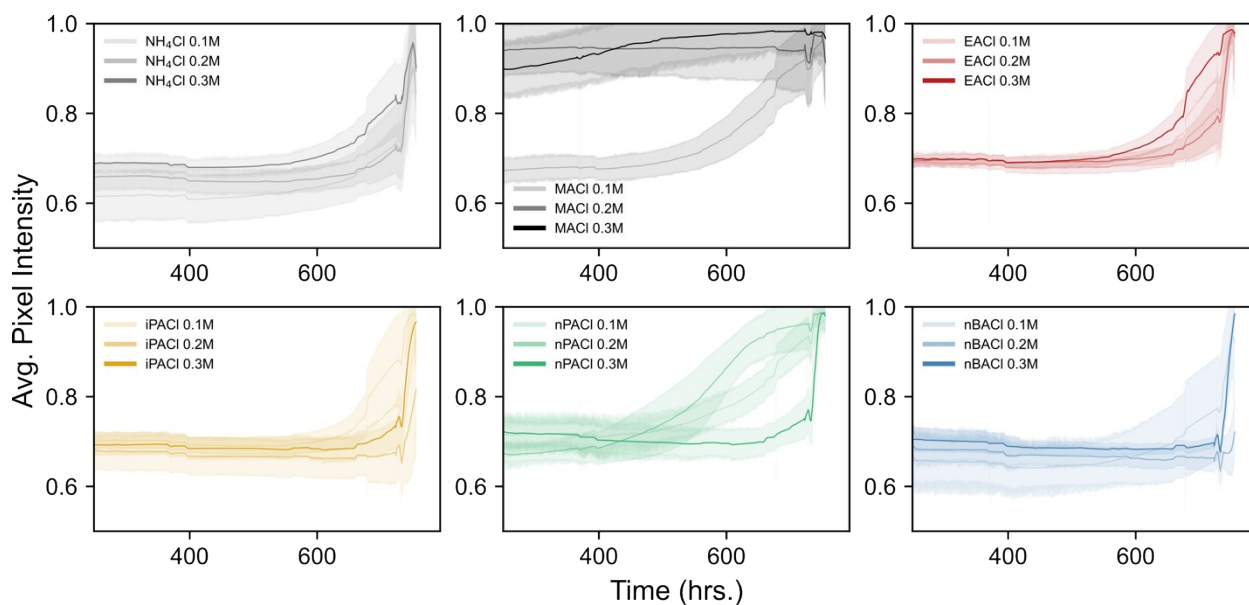 Avg. Pixel Intensity
1.0
0.8
0.6
400
600
NH₄Cl 0.1M
NH₄Cl 0.2M
NH₄Cl 0.3M
1.0
0.8
0.6
400
600
MACl 0.1M
MACl 0.2M
MACl 0.3M
1.0
0.8
0.6
400
600
EACl 0.1M
EACl 0.2M
EACl 0.3M
1.0
0.8
0.6
400
600
iPACl 0.1M
iPACl 0.2M
iPACl 0.3M
1.0
0.8
0.6
400
600
nPACl 0.1M
nPACl 0.2M
nPACl 0.3M
1.0
0.8
0.6
400
600
nBACl 0.1M
nBACl 0.2M
nBACl 0.3M
Time (hrs.)